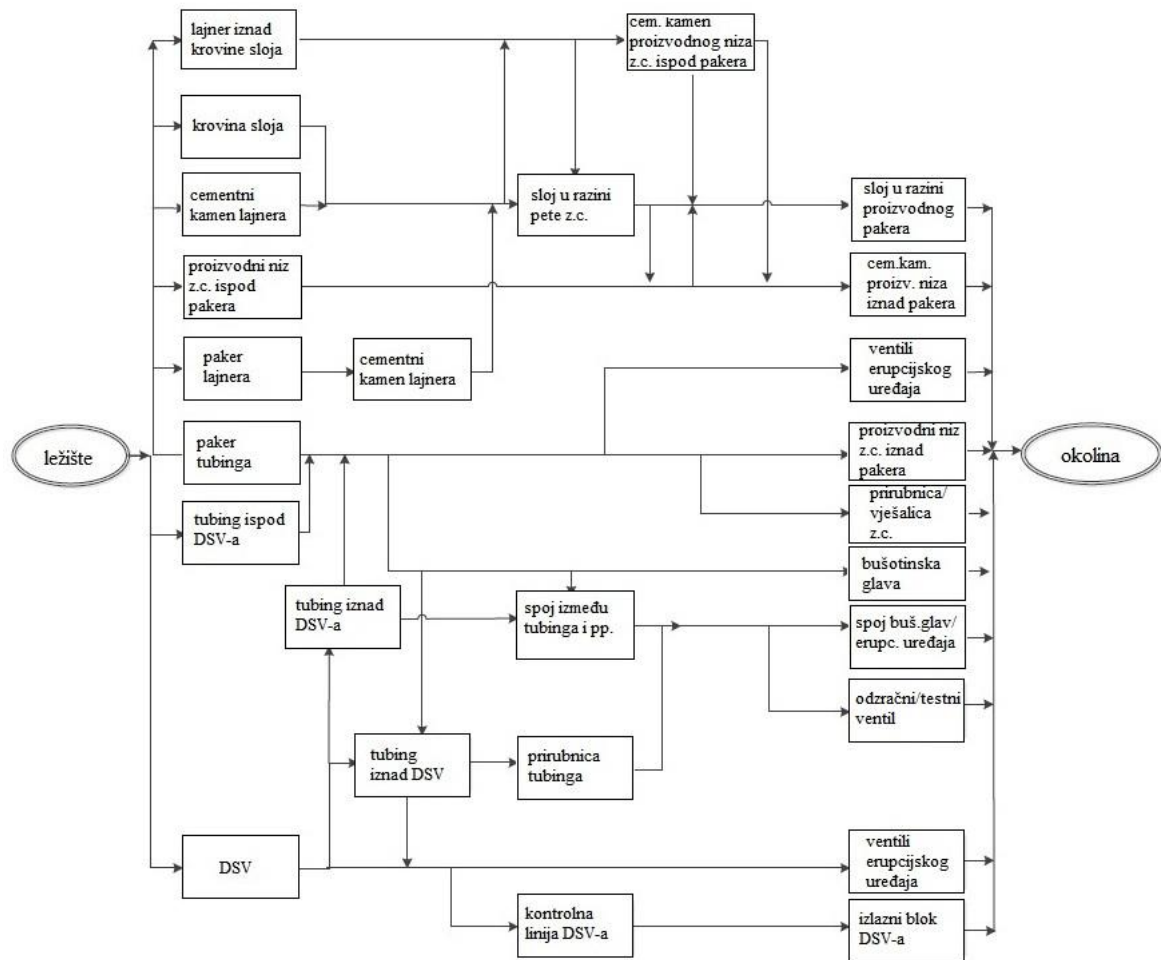 lajner iznad
krovine sloja
cem. kamen
proizvodnog niza
z.c. ispod pakera
krovina sloja
cementni
kamen lajnera
sloj u razini
pete z.c.
sloj u razini
proizvodnog
pakera
proizvodni niz
z.c. ispod
pakera
cem.kam.
proizv. niza
iznad pakera
paker
lajnera
cementni
kamen lajnera
ventili
erupcijskog
uređaja
ležište
paker
tubinga
proizvodni niz
z.c. iznad
pakera
okolina
tubing ispod
DSV-a
prirubnica/
vješalica
z.c.
bušotinska
glava
tubing iznad
DSV-a
spoj između
tubinga i pp.
spoj buš.glav/
erupc. uređaja
odzračni/testni
ventil
tubing
iznad DSV
prirubnica
tubinga
DSV
ventili
erupcijskog
uređaja
kontrolna
linija DSV-a
izlazni blok
DSV-a